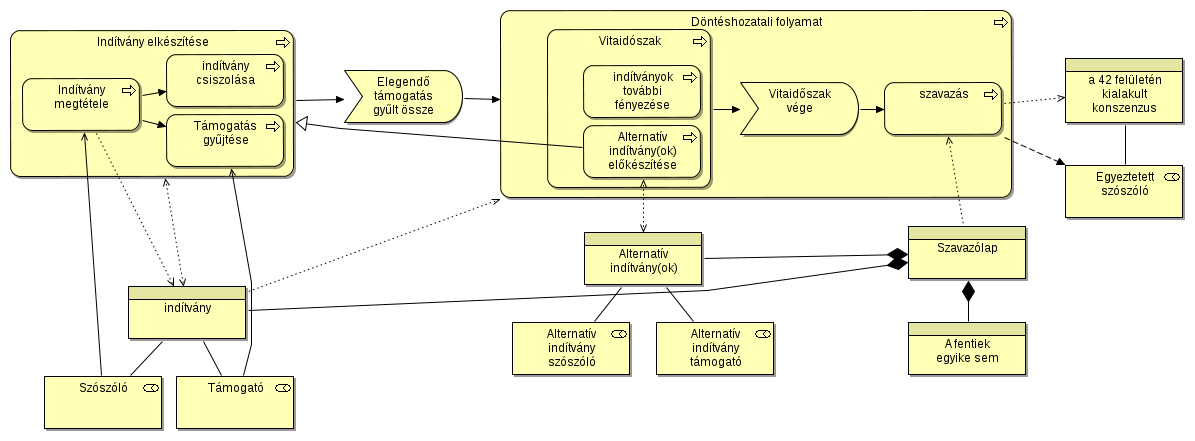 Indítvány elkészítése
Indítvány
megtétele
indítvány
csiszolása
Támogatás
gyűjtése
Elegendő
támogatás
gyűlt össze
Döntéshozatali folyamat
Vitaidőszak
indítványok
további
fényezése
Alternatív
indítvány(ok)
előkészítése
Vitaidőszak
vége
szavazás
a 42 felületén
kialakult
konszenzus
Egyeztetett
szószóló
indítvány
Szószóló
Támogató
Alternatív
indítvány(ok)
Alternatív
indítvány
szószóló
Alternatív
indítvány
támogató
Szavazólap
A fentiek
egyike sem